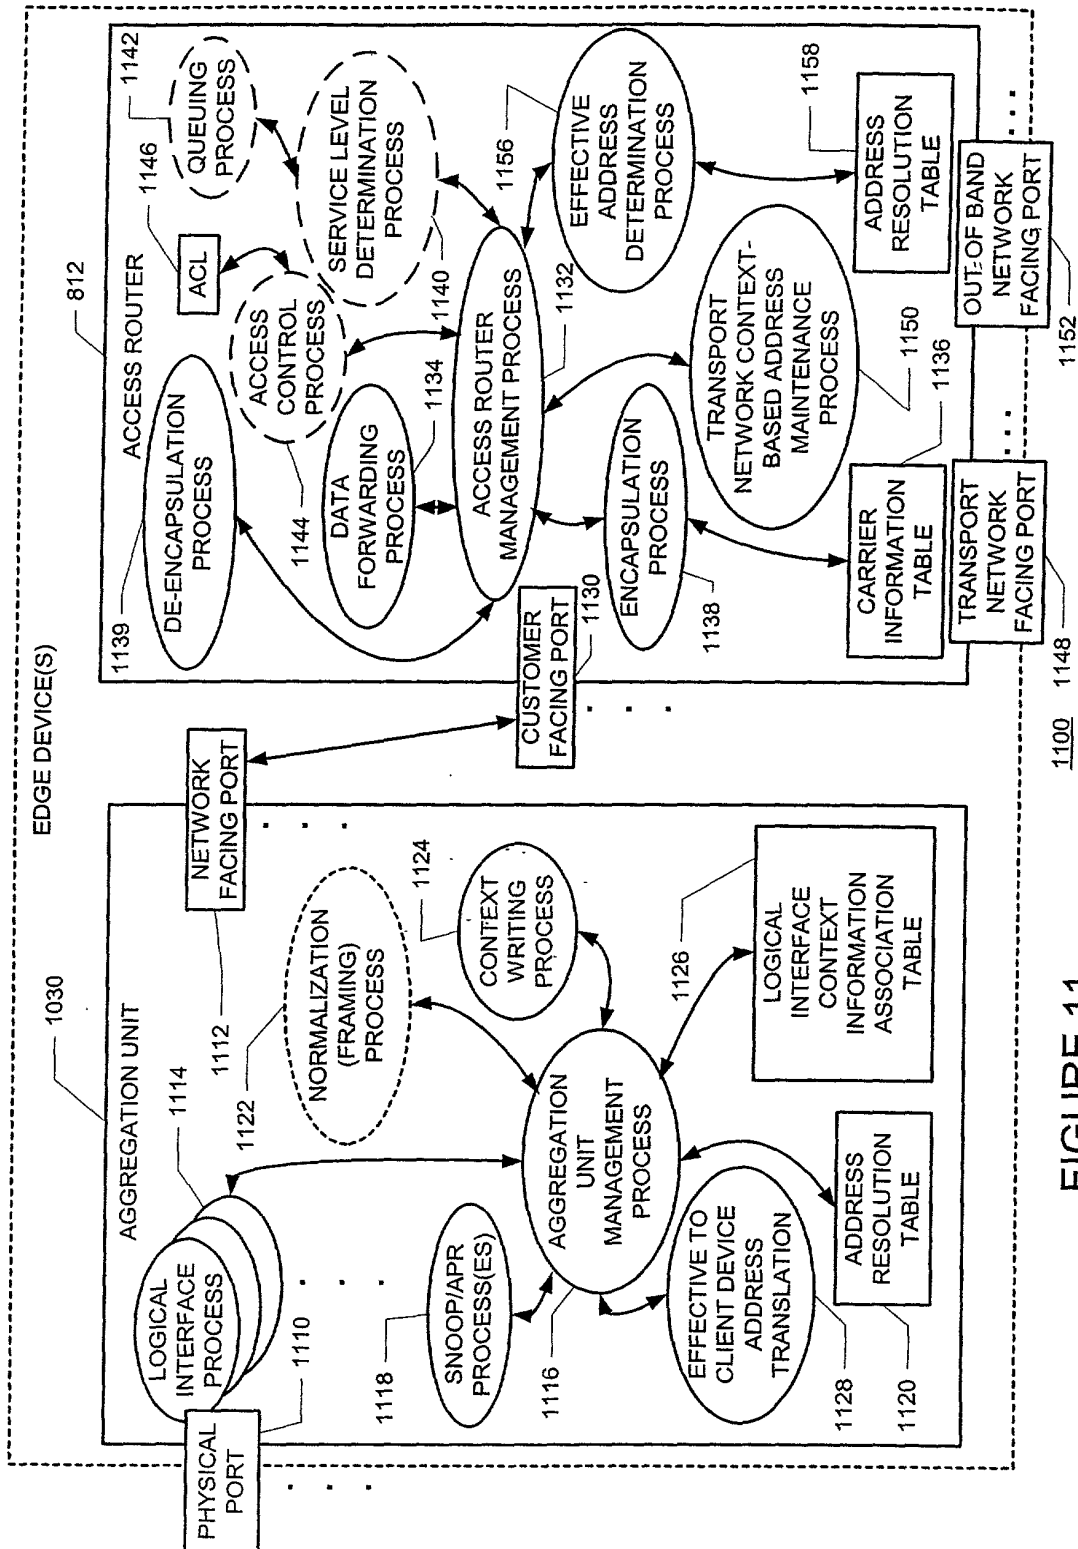 EDGE DEVICE(S)
1030
AGGREGATION UNIT
PHYSICAL
PORT
1110
LOGICAL
INTERFACE
PROCESS
1114
1122
1112
NETWORK
FACING PORT
NORMALIZATION
(FRAMING)
PROCESS
1118
SNOOP/APR
PROCESS(ES)
1124
CONTEXT
WRITING
PROCESS
1116
AGGREGATION
UNIT
MANAGEMENT
PROCESS
1126
LOGICAL
INTERFACE
CONTEXT
INFORMATION
ASSOCIATION
TABLE
EFFECTIVE TO
CLIENT DEVICE
ADDRESS
TRANSLATION
1128
ADDRESS
RESOLUTION
TABLE
1120
812
ACCESS ROUTER
1139
DE-ENCAPSULATION
PROCESS
1146
ACL
1142
QUEUING
PROCESS
1144
ACCESS
CONTROL
PROCESS
SERVICE LEVEL
DETERMINATION
PROCESS
1140
1134
DATA
FORWARDING
PROCESS
1132
ACCESS ROUTER
MANAGEMENT PROCESS
CUSTOMER
FACING PORT
1130
1156
EFFECTIVE
ADDRESS
DETERMINATION
PROCESS
ENCAPSULATION
PROCESS
1138
TRANSPORT
NETWORK CONTEXT-
BASED ADDRESS
MAINTENANCE
PROCESS
1150
1158
ADDRESS
RESOLUTION
TABLE
CARRIER
INFORMATION
TABLE
1136
TRANSPORT
NETWORK
FACING PORT
1148
OUT-OF BAND
NETWORK
FACING PORT
1152
1100
FIGURE 11